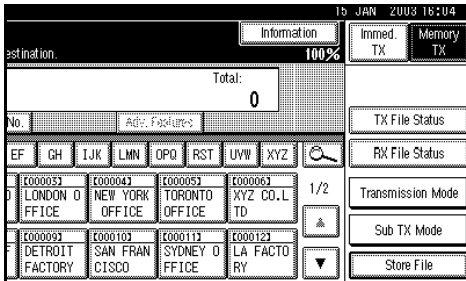 15 JAN 2003 16:04
Information
Immed. TX
Memory TX
estination.
100%
Total:
0
No.
Adv. Features
TX File Status
EF GH IJK LMN OPQ RST UVW XYZ
RX File Status
[00003] [00004] [00005] [00006]
LONDON O NEW YORK TORONTO XYZ CO.L
FFICE OFFICE OFFICE TD
1/2
Transmission Mode
Sub TX Mode
[00009] [00010] [00011] [00012]
F DETROIT SAN FRAN SYDNEY O LA FACTO
FACTORY CISCO FFICE RY
Store File